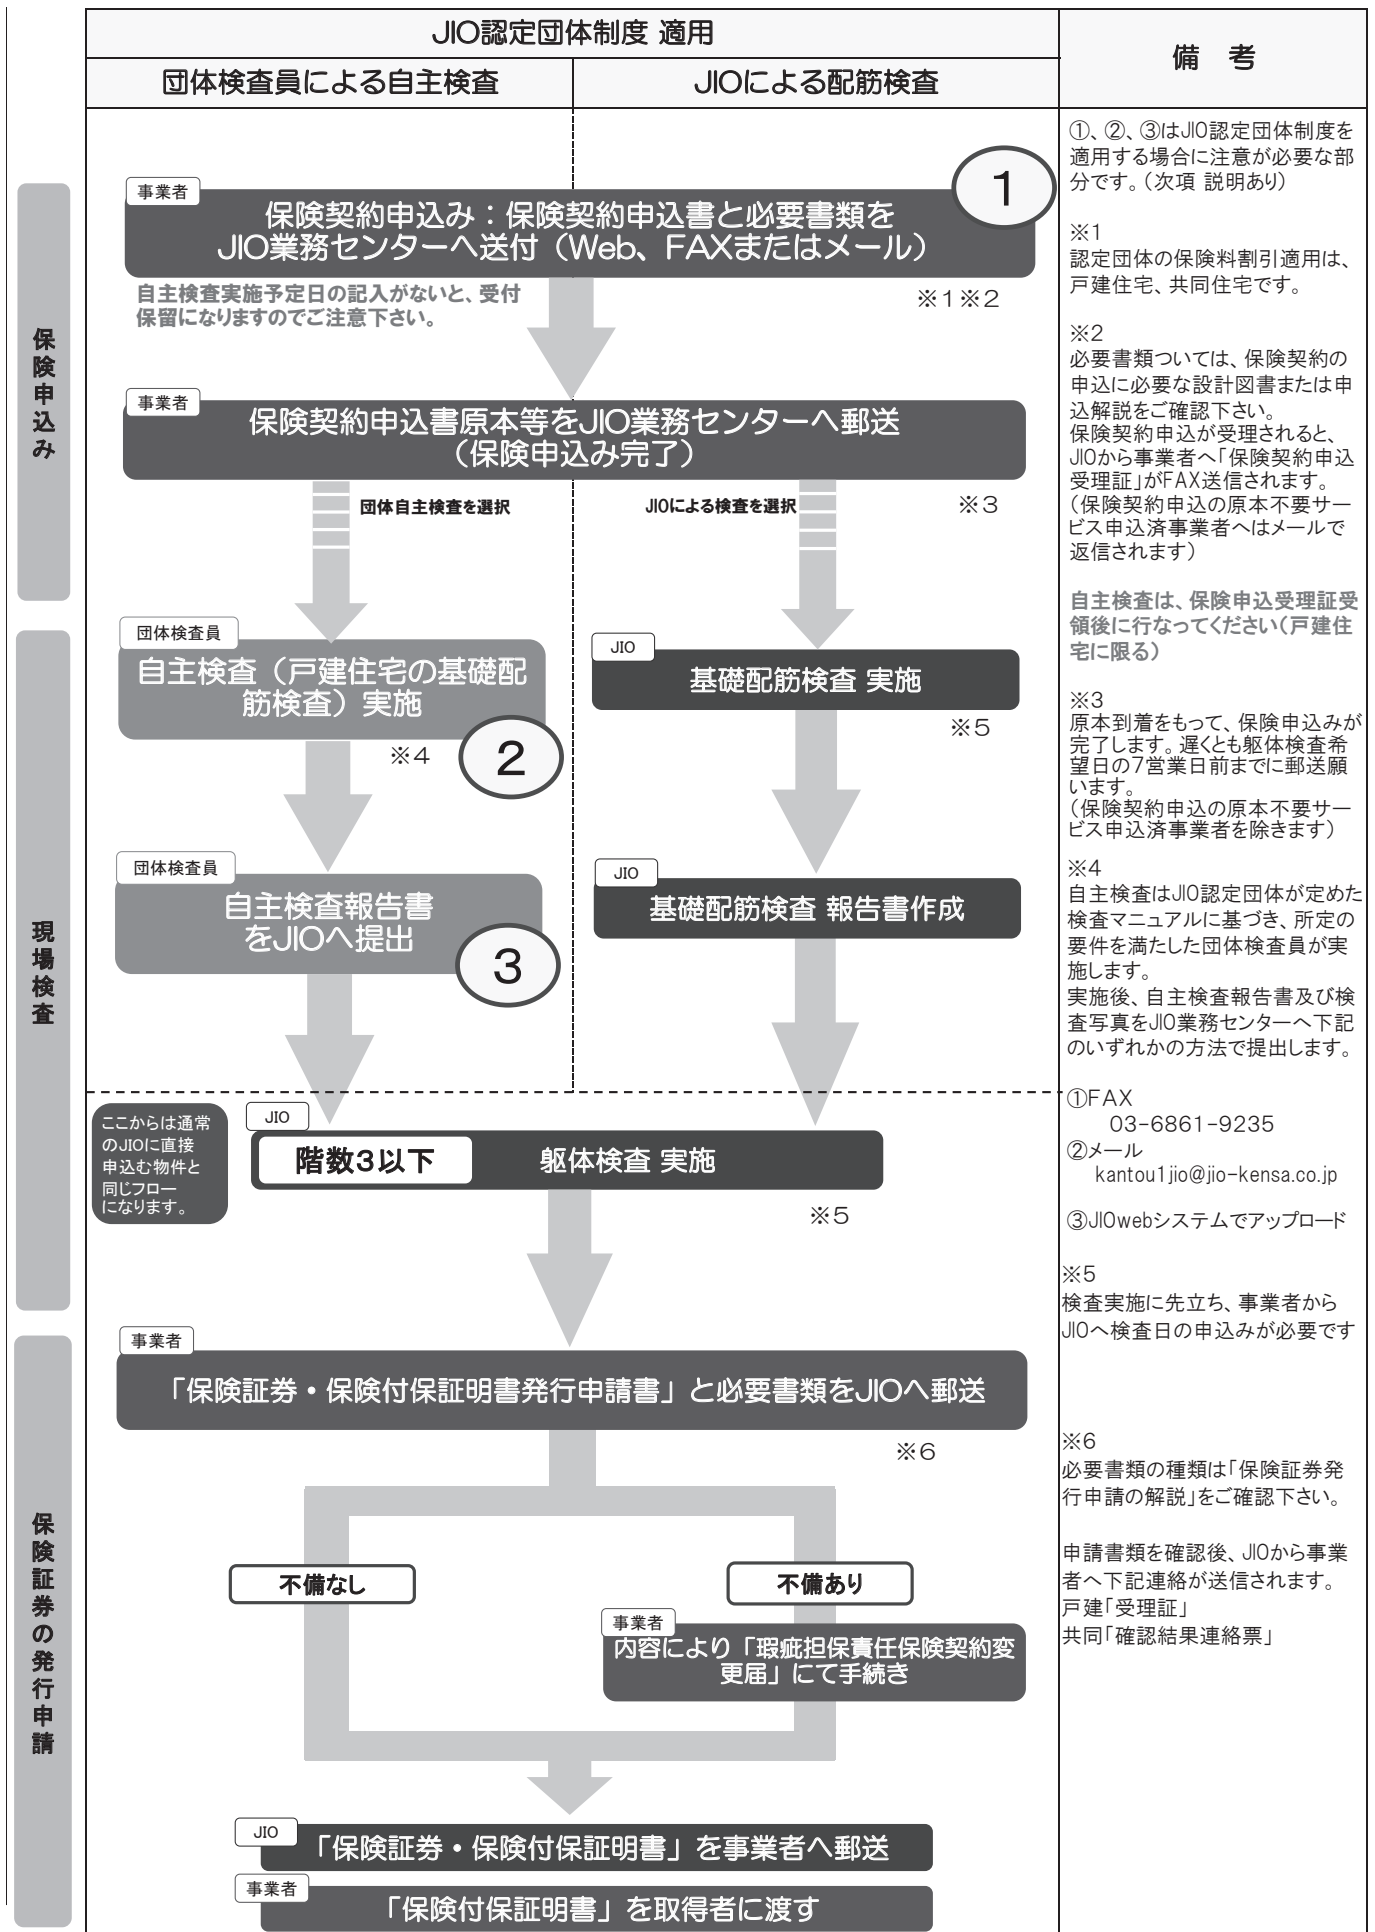 JIO認定団体制度 適用
備 考
団体検査員による自主検査
JIOによる配筋検査
保険申込み
事業者
1
保険契約申込み：保険契約申込書と必要書類を
JIO業務センターへ送付（Web、FAXまたはメール）
自主検査実施予定日の記入がないと、受付
保留になりますのでご注意下さい。
※1※2
事業者
保険契約申込書原本等をJIO業務センターへ郵送
（保険申込み完了）
団体自主検査を選択
JIOによる検査を選択
※3
現場検査
団体検査員
自主検査（戸建住宅の基礎配
筋検査）実施
※4
2
JIO
基礎配筋検査 実施
※5
団体検査員
自主検査報告書
をJIOへ提出
3
JIO
基礎配筋検査 報告書作成
ここからは通常
のJIOに直接
申込む物件と
同じフロー
になります。
JIO
階数3以下 躯体検査 実施
※5
保険証券の発行申請
事業者
「保険証券・保険付保証明書発行申請書」と必要書類をJIOへ郵送
※6
不備なし
不備あり
事業者
内容により「瑕疵担保責任保険契約変
更届」にて手続き
JIO
「保険証券・保険付保証明書」を事業者へ郵送
事業者
「保険付保証明書」を取得者に渡す
①、②、③はJIO認定団体制度を
適用する場合に注意が必要な部
分です。（次項 説明あり）
※1
認定団体の保険料割引適用は、
戸建住宅、共同住宅です。
※2
必要書類ついては、保険契約の
申込に必要な設計図書または申
込解説をご確認下さい。
保険契約申込が受理されると、
JIOから事業者へ「保険契約申込
受理証」がFAX送信されます。
（保険契約申込の原本不要サー
ビス申込済事業者へはメールで
返信されます）
自主検査は、保険申込受理証受
領後に行なってください（戸建住
宅に限る）
※3
原本到着をもって、保険申込みが
完了します。遅くとも躯体検査希
望日の7営業日前までに郵送願
います。
（保険契約申込の原本不要サー
ビス申込済事業者を除きます）
※4
自主検査はJIO認定団体が定めた
検査マニュアルに基づき、所定の
要件を満たした団体検査員が実
施します。
実施後、自主検査報告書及び検
査写真をJIO業務センターへ下記
のいずれかの方法で提出します。
①FAX
03-6861-9235
②メール
kantou1jio@jio-kensa.co.jp
③JIOwebシステムでアップロード
※5
検査実施に先立ち、事業者から
JIOへ検査日の申込みが必要です
※6
必要書類の種類は「保険証券発
行申請の解説」をご確認下さい。
申請書類を確認後、JIOから事業
者へ下記連絡が送信されます。
戸建「受理証」
共同「確認結果連絡票」